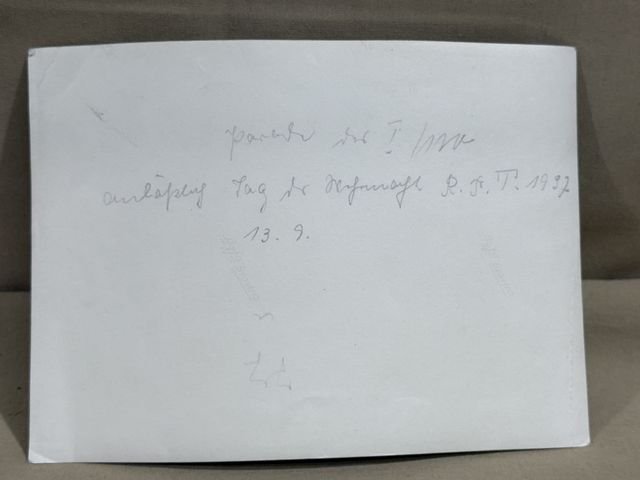 Parade der I
anläßlich Tag der Wehrmacht R. P. T. 1937
13. 9.